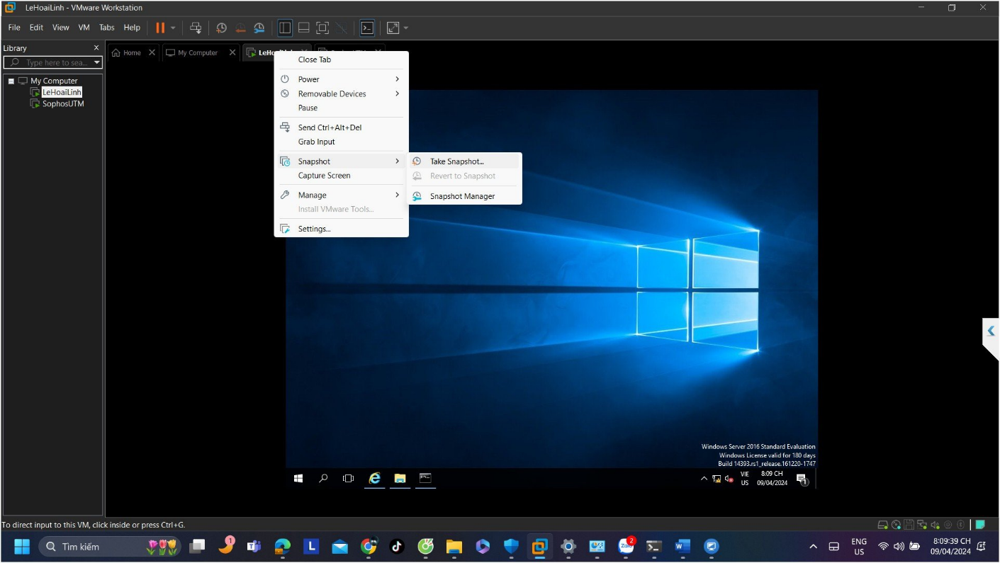 LeHoaiLinh - VMware Workstation
File Edit View VM Tabs Help
Library
Type here to sea...
Home
My Computer
My Computer
LeHoaiLinh
SophosUTM
Close Tab
Power
Removable Devices
Pause
Send Ctrl+Alt+Del
Grab Input
Snapshot
Capture Screen
Manage
Install VMware Tools...
Settings...
Take Snapshot...
Revert to Snapshot
Snapshot Manager
Windows Server 2016 Standard Evaluation
Windows License valid for 180 days
Build 14393.rs1_release.161220-1747
VIE
US
8:09 CH
09/04/2024
1
To direct input to this VM, click inside or press Ctrl+G.
Tìm kiếm
1
L
Zalo
2
W
ENG
US
8:09:39 CH
09/04/2024